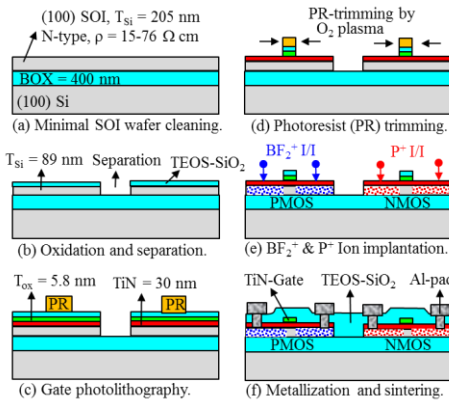 (100) SOI, TSi = 205 nm
N-type, ρ = 15-76 Ω cm
BOX = 400 nm
(100) Si
(a) Minimal SOI wafer cleaning.
TSi = 89 nm Separation TEOS-SiO2
(b) Oxidation and separation.
Tox = 5.8 nm TiN = 30 nm
PR PR
(c) Gate photolithography.
PR-trimming by
O2 plasma
(d) Photoresist (PR) trimming.
BF2+ I/I P+ I/I
PMOS NMOS
(e) BF2+ & P+ Ion implantation.
TiN-Gate TEOS-SiO2 Al-pad
PMOS NMOS
(f) Metallization and sintering.